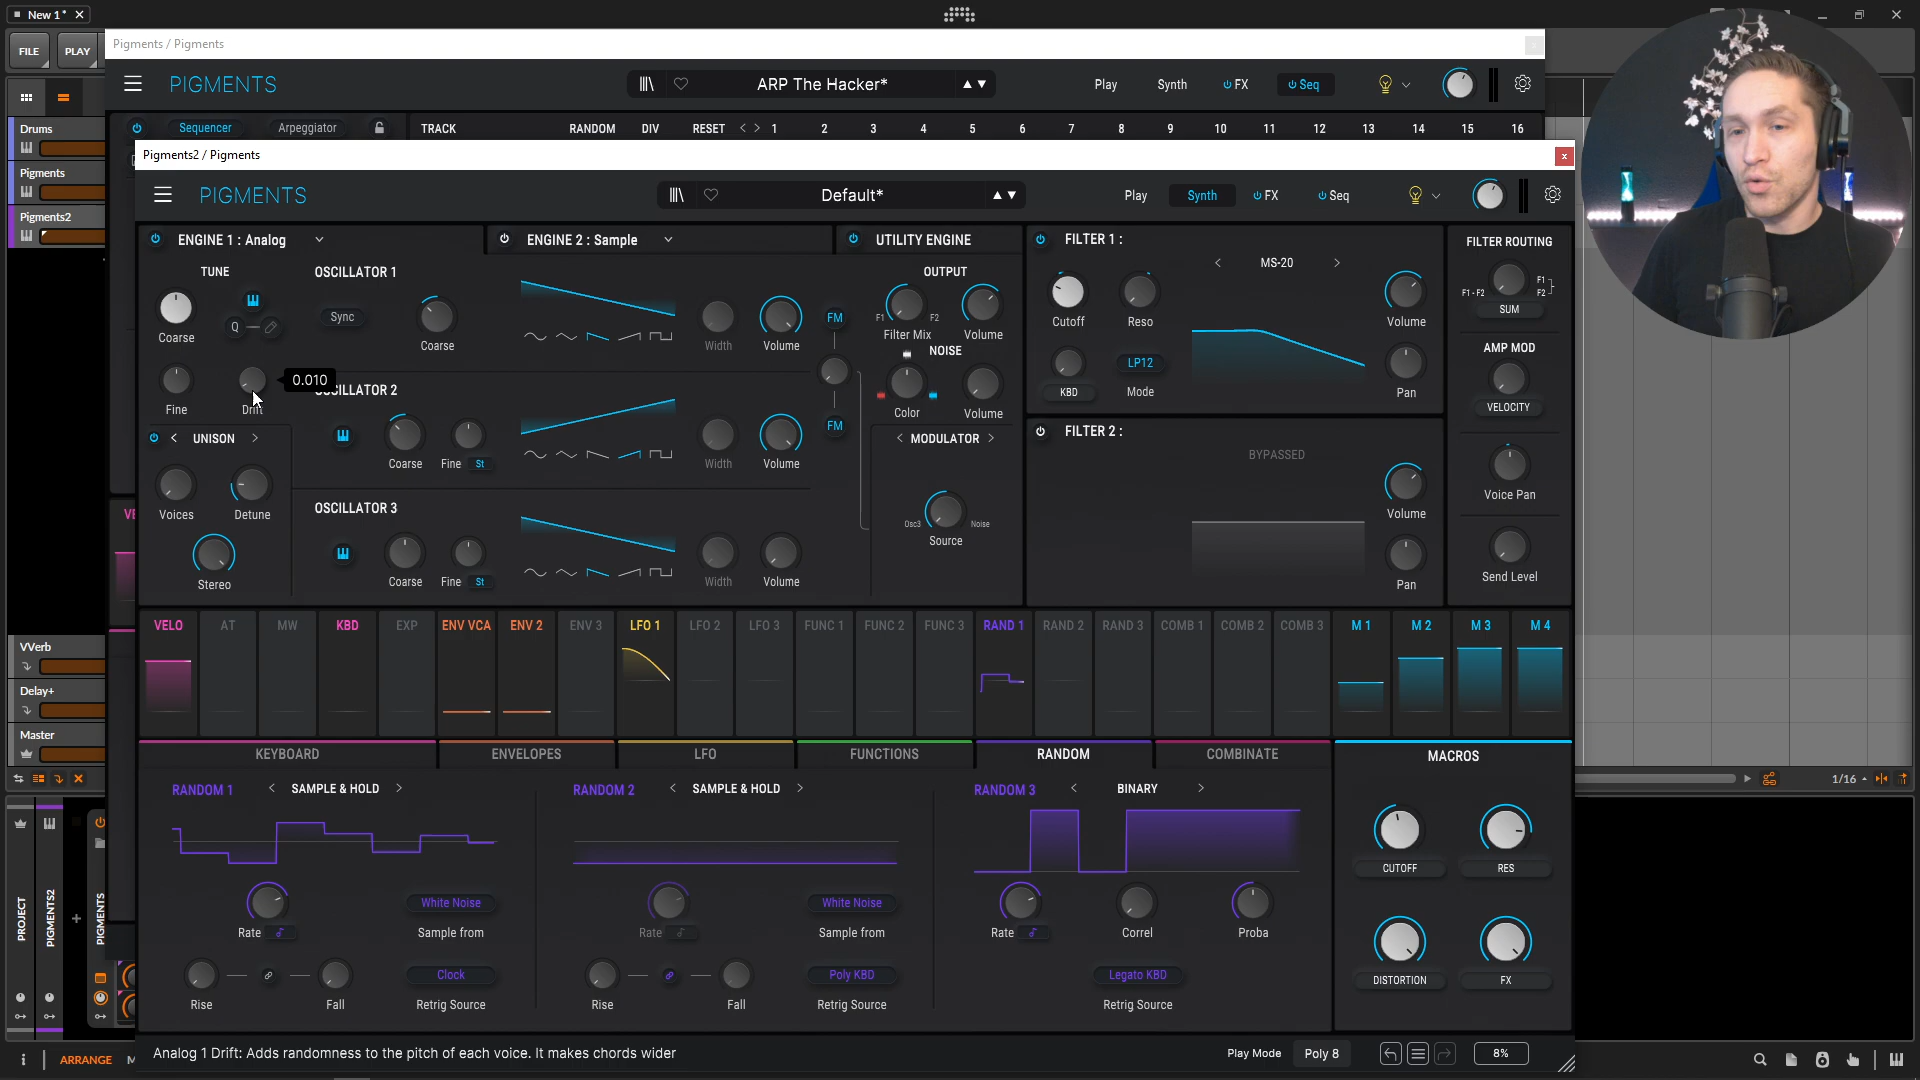 New 1*
FILE
PLAY
Pigments / Pigments
PIGMENTS
ARP The Hacker*
Play
Synth
FX
Seq
Sequencer
Arpeggiator
TRACK
RANDOM
DIV
RESET
1 2 3 4 5 6 7 8 9 10 11 12 13 14 15 16
Drums
Pigments
Pigments2
Pigments2 / Pigments
PIGMENTS
Default*
Play
Synth
FX
Seq
ENGINE 1 : Analog
ENGINE 2 : Sample
UTILITY ENGINE
FILTER 1 :
FILTER ROUTING
TUNE
OSCILLATOR 1
OUTPUT
MS-20
Q
Sync
FM
F1
F2
F1 - F2
F1
F2
SUM
Coarse
Coarse
Width
Volume
Filter Mix
Volume
Cutoff
Reso
Volume
NOISE
AMP MOD
0.010
LP12
Fine
Drift
OSCILLATOR 2
KBD
Mode
Pan
Color
Volume
VELOCITY
FM
FILTER 2 :
UNISON
MODULATOR
BYPASSED
Coarse
Fine
St
Width
Volume
Voice Pan
Voices
Detune
OSCILLATOR 3
Osc3
Noise
Source
Volume
Stereo
Coarse
Fine
St
Width
Volume
Pan
Send Level
VELO AT MW KBD EXP ENV VCA ENV 2 ENV 3 LFO 1 LFO 2 LFO 3 FUNC 1 FUNC 2 FUNC 3 RAND 1 RAND 2 RAND 3 COMB 1 COMB 2 COMB 3 M 1 M 2 M 3 M 4
VVerb
Delay+
Master
KEYBOARD
ENVELOPES
LFO
FUNCTIONS
RANDOM
COMBINATE
MACROS
1/16
RANDOM 1
SAMPLE & HOLD
RANDOM 2
SAMPLE & HOLD
RANDOM 3
BINARY
CUTOFF
RES
White Noise
White Noise
Rate
Sample from
Rate
Sample from
Rate
Correl
Proba
Clock
Poly KBD
Legato KBD
DISTORTION
FX
Rise
Fall
Retrig Source
Rise
Fall
Retrig Source
Retrig Source
PROJECT
PIGMENTS2
PIGMENTS
ARRANGE
Analog 1 Drift: Adds randomness to the pitch of each voice. It makes chords wider
Play Mode
Poly 8
8%